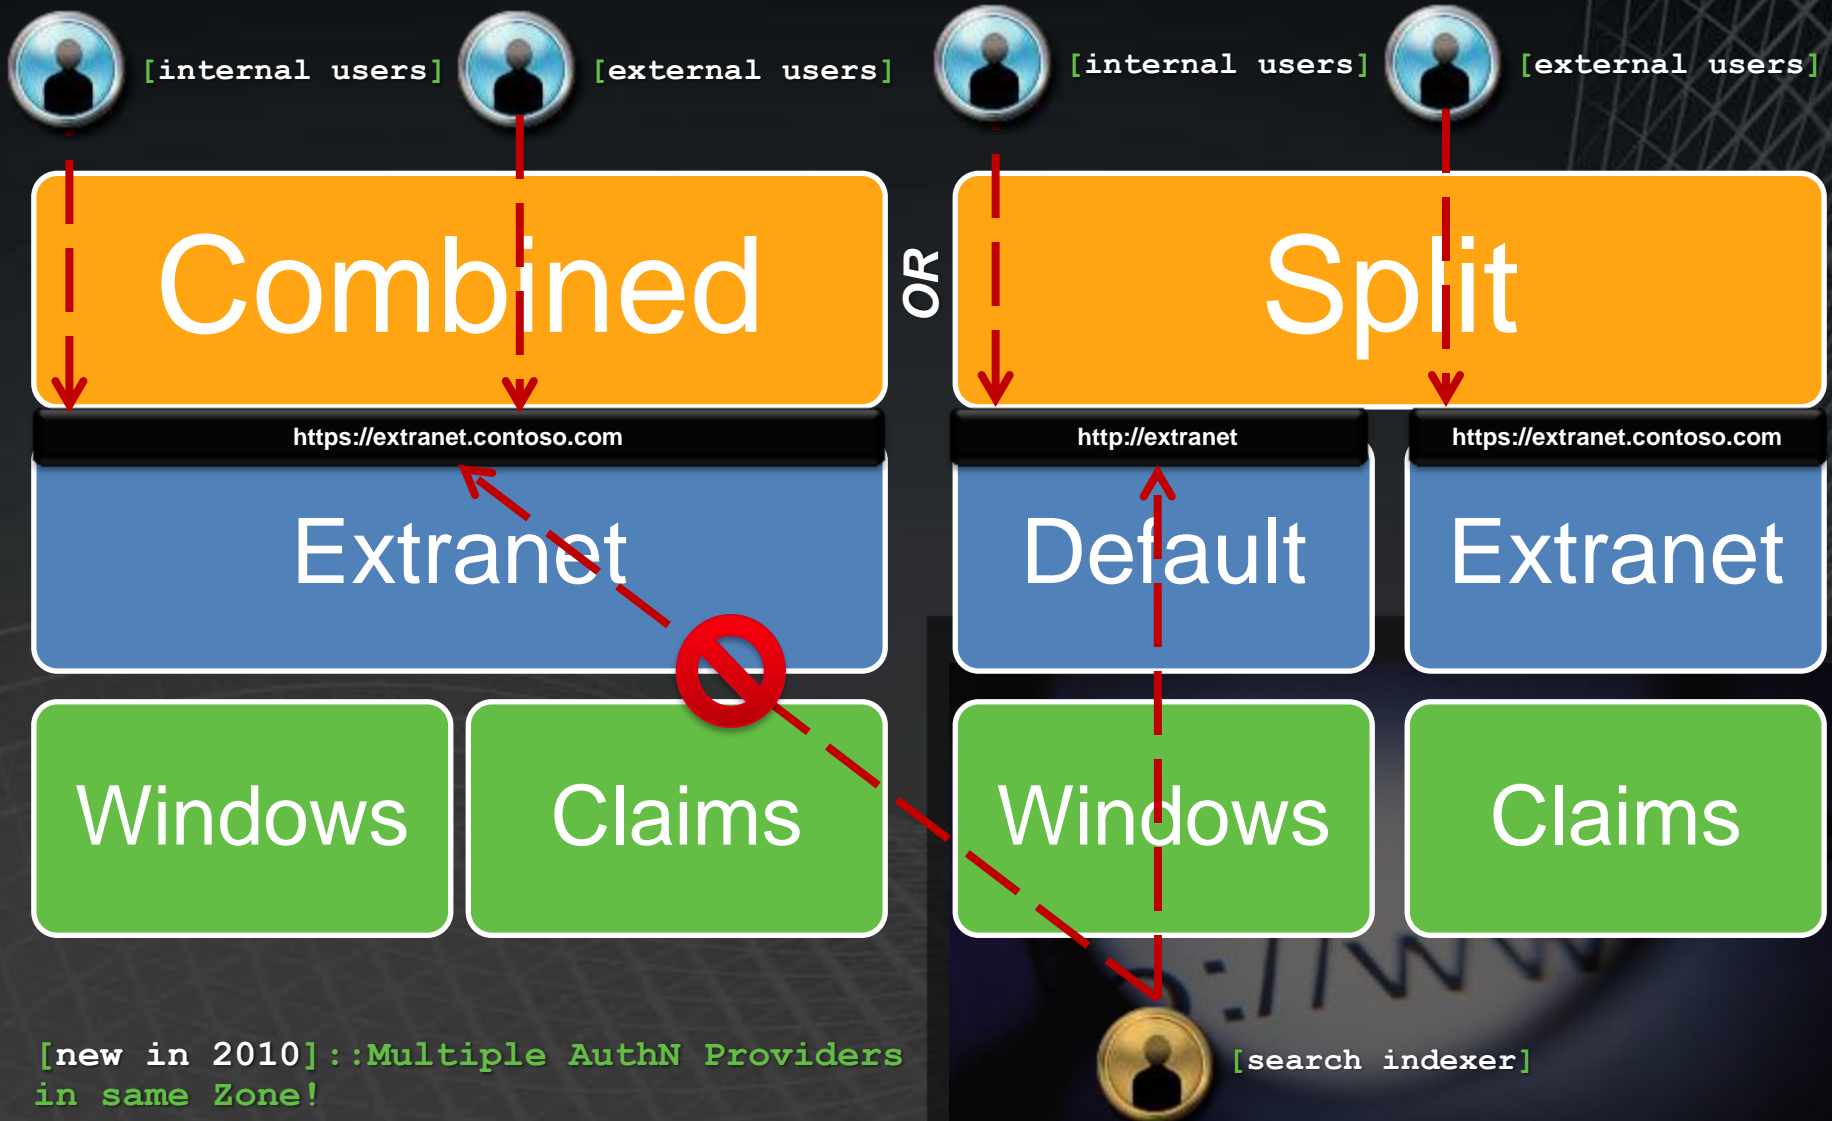 [internal users]
[external users]
[internal users]
[external users]
Combined
OR
Split
https://extranet.contoso.com
http://extranet
https://extranet.contoso.com
Extranet
Default
Extranet
Windows
Claims
Windows
Claims
://WW
[new in 2010]::Multiple AuthN Providers
in same Zone!
[search indexer]